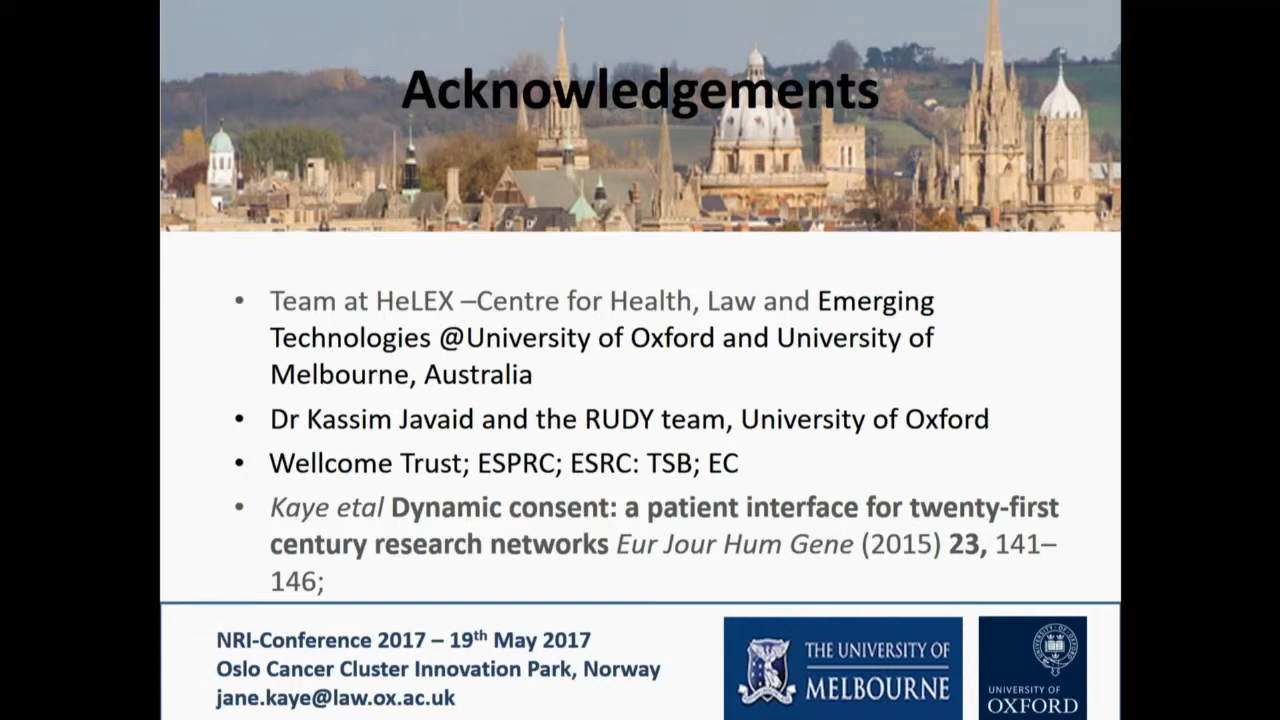 Acknowledgements
• Team at HeLEX –Centre for Health, Law and Emerging
Technologies @University of Oxford and University of
Melbourne, Australia
• Dr Kassim Javaid and the RUDY team, University of Oxford
• Wellcome Trust; ESPRC; ESRC: TSB; EC
• Kaye etal Dynamic consent: a patient interface for twenty-first
century research networks Eur Jour Hum Gene (2015) 23, 141–
146;
NRI-Conference 2017 – 19th May 2017
Oslo Cancer Cluster Innovation Park, Norway
jane.kaye@law.ox.ac.uk
THE UNIVERSITY OF
MELBOURNE
UNIVERSITY OF
OXFORD